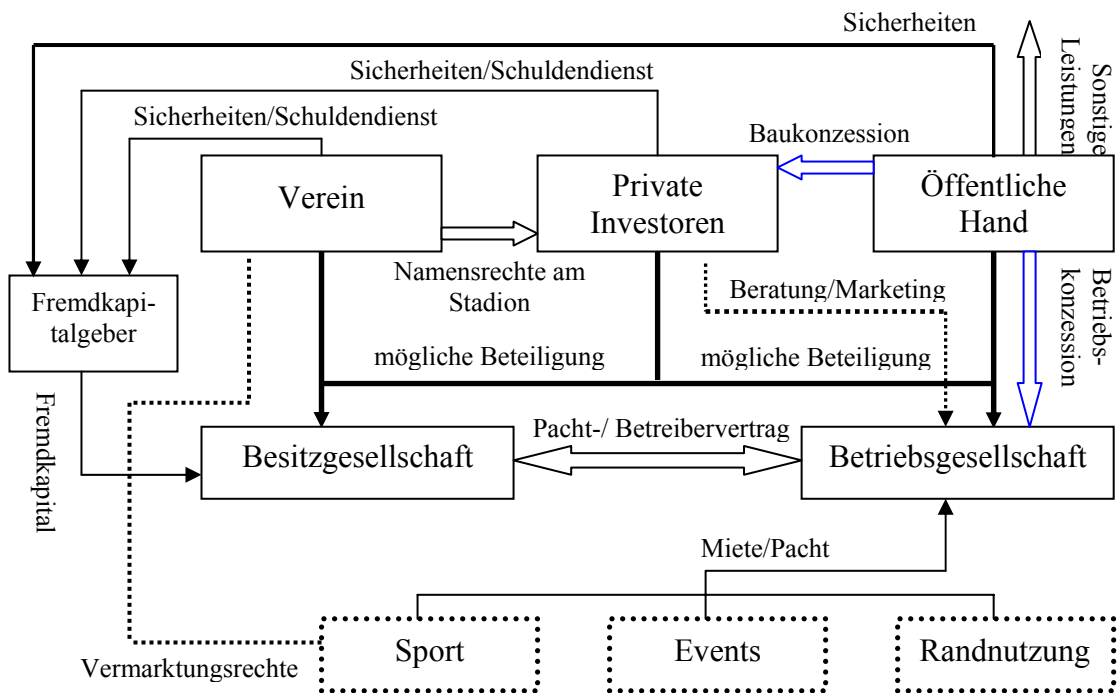 Sicherheiten
Sicherheiten/Schuldendienst
Sicherheiten/Schuldendienst
Sonstige
Leistungen
Baukonzession
Verein
Private
Investoren
Öffentliche
Hand
Namensrechte am
Stadion
Beratung/Marketing
Betriebs-
konzession
Fremdkapi-
talgeber
mögliche Beteiligung
mögliche Beteiligung
Fremdkapital
Besitzgesellschaft
Pacht-/ Betreibervertrag
Betriebsgesellschaft
Miete/Pacht
Vermarktungsrechte
Sport
Events
Randnutzung